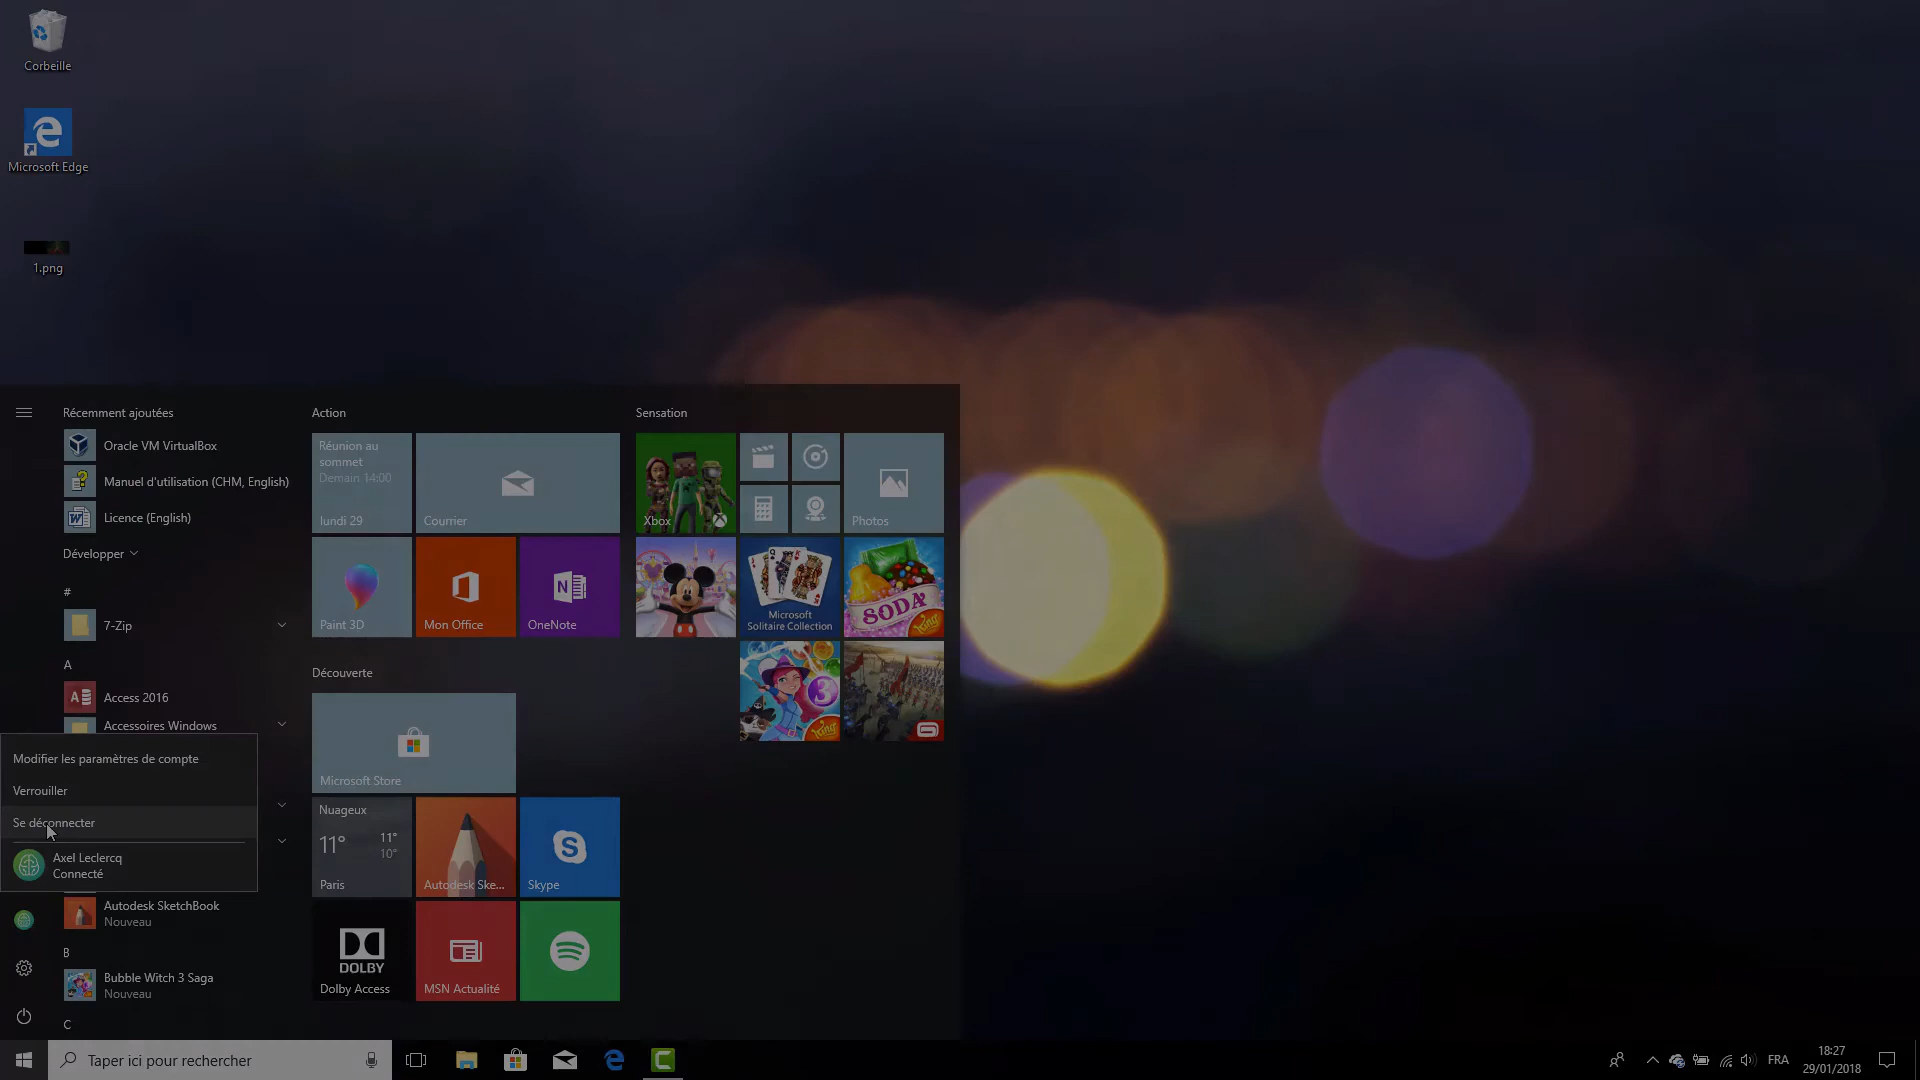 Corbeille
Microsoft Edge
1.png
Récemment ajoutées
Oracle VM VirtualBox
Manuel d'utilisation (CHM, English)
Licence (English)
Développer
#
7-Zip
A
Access 2016
Accessoires Windows
Modifier les paramètres de compte
Verrouiller
Se déconnecter
Axel Leclercq
Connecté
Autodesk SketchBook
Nouveau
B
Bubble Witch 3 Saga
Nouveau
C
Action
Réunion au
sommet
Demain 14:00
lundi 29
Courrier
Paint 3D
Mon Office
OneNote
Découverte
Microsoft Store
Nuageux
11° 11°
10°
Paris
Autodesk Ske...
Skype
DOLBY
Dolby Access
MSN Actualité
Sensation
Xbox
Photos
Microsoft
Solitaire Collection
SODA
King
3
King
Taper ici pour rechercher
FRA
18:27
29/01/2018